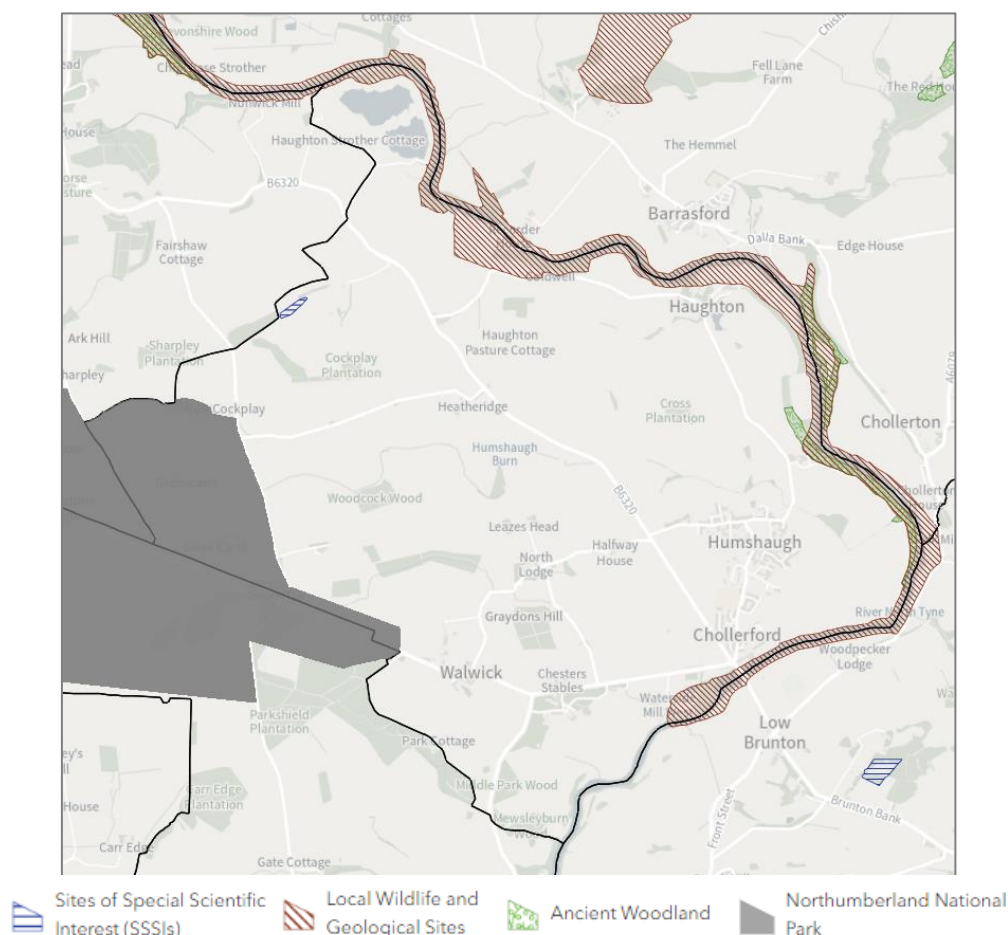 Cottages
Devonshire Wood
Chishi
Fell Lane
Farm
The Red Ho
Strother
Nunwick Mill
House
Haughton Strother Cottage
The Hemmel
B6320
Barrasford
Fairshaw
Cottage
Dalla Bank
Edge House
Haughton
Ark Hill
Sharpley
Plantation
Haughton
Pasture Cottage
Cockplay
Plantation
A6079
Cockplay
Heatheridge
Cross
Plantation
Chollerton
Humshaugh
Burn
Woodcock Wood
B6320
Leazes Head
Halfway
House
Humshaugh
North
Lodge
Graydons Hill
River North Tyne
Chollerford
Woodpecker
Lodge
Walwick
Chesters
Stables
Parkshield
Plantation
Park Cottage
Low
Brunton
Middle Park Wood
Carr Edge
Plantation
House
Mewsleyburn
Front Street
Brunton Bank
Carr Edge
Gate Cottage
Sites of Special Scientific
Interest (SSSIs)
Local Wildlife and
Geological Sites
Ancient Woodland
Northumberland National
Park